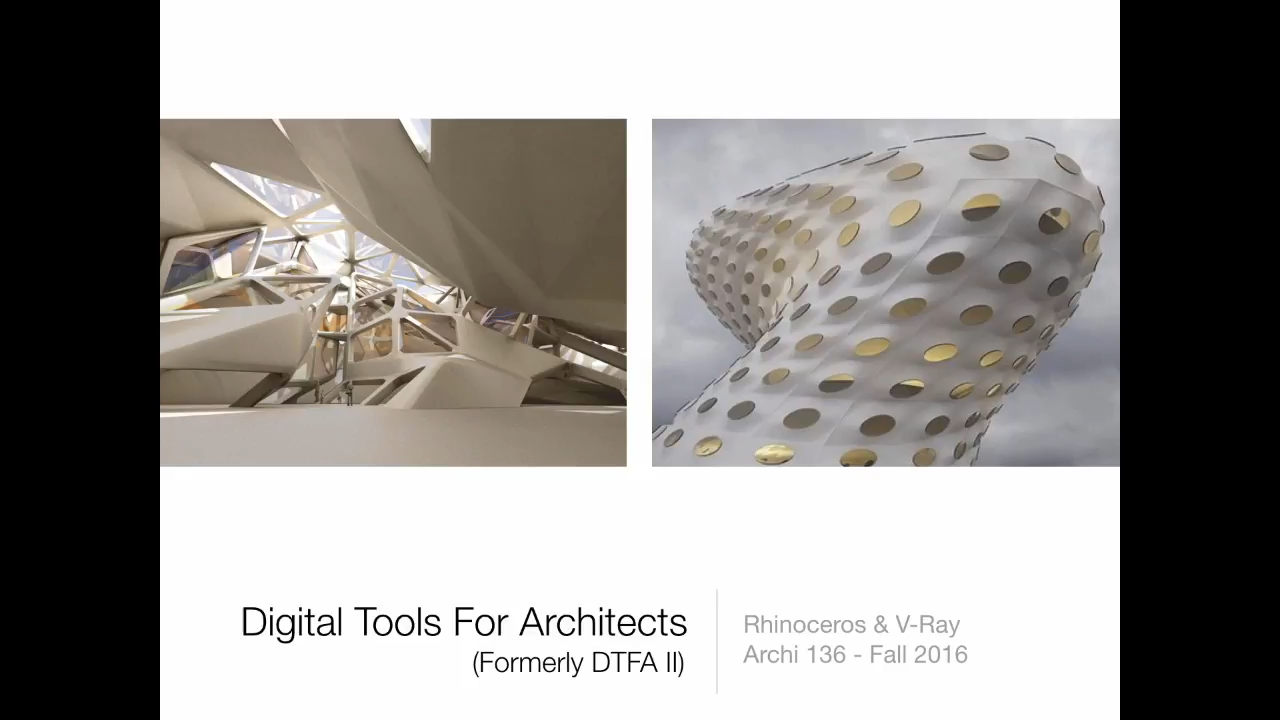 Digital Tools For Architects
(Formerly DTFA II)
Rhinoceros & V-Ray
Archi 136 - Fall 2016